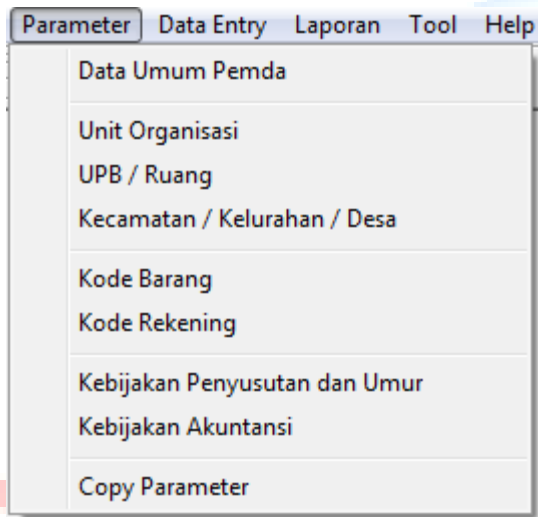 Parameter Data Entry Laporan Tool Help
Data Umum Pemda
Unit Organisasi
UPB / Ruang
Kecamatan / Kelurahan / Desa
Kode Barang
Kode Rekening
Kebijakan Penyusutan dan Umur
Kebijakan Akuntansi
Copy Parameter